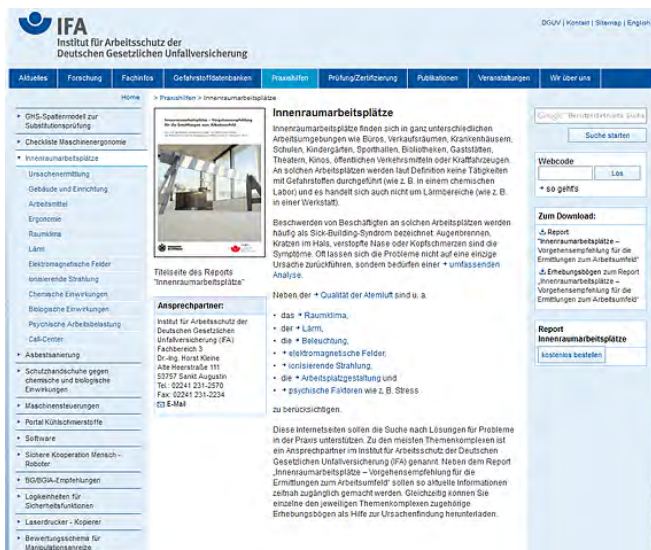 IFA
Institut für Arbeitsschutz der
Deutschen Gesetzlichen Unfallversicherung
DGUV | Kontakt | Sitemap | English
Aktuelles Forschung Fachinfos Gefahrstoffdatenbanken Praxishilfen Prüfung/Zertifizierung Publikationen Veranstaltungen Wir über uns
Home
> Praxishilfen > Innenraumarbeitsplätze
GHS-Spaltenmodell zur
Substitutionsprüfung
Checkliste Maschinenergonomie
Innenraumarbeitsplätze
Ursachenermittlung
Gebäude und Einrichtung
Arbeitsmittel
Ergonomie
Raumklima
Lärm
Elektromagnetische Felder
Ionisierende Strahlung
Chemische Einwirkungen
Biologische Einwirkungen
Psychische Arbeitsbelastung
Call-Center
Asbestsanierung
Schutzhandschuhe gegen
chemische und biologische
Einwirkungen
Maschinensteuerungen
Portal Kühlschmierstoffe
Software
Sichere Kooperation Mensch -
Roboter
BG/BGIA-Empfehlungen
Logikeinheiten für
Sicherheitsfunktionen
Laserdrucker - Kopierer
Bewertungsschema für
Manipulationsanreize
Innenraumarbeitsplätze – Vorgehensempfehlung
für die Ermittlungen zum Arbeitsumfeld
Titelseite des Reports
"Innenraumarbeitsplätze"
Ansprechpartner:
Institut für Arbeitsschutz der
Deutschen Gesetzlichen
Unfallversicherung (IFA)
Fachbereich 3
Dr.-Ing. Horst Kleine
Alte Heerstraße 111
53757 Sankt Augustin
Tel.: 02241 231-2570
Fax: 02241 231-2234
E-Mail
Innenraumarbeitsplätze
Innenraumarbeitsplätze finden sich in ganz unterschiedlichen
Arbeitsumgebungen wie Büros, Verkaufsräumen, Krankenhäusern,
Schulen, Kindergärten, Sporthallen, Bibliotheken, Gaststätten,
Theatern, Kinos, öffentlichen Verkehrsmitteln oder Kraftfahrzeugen.
An solchen Arbeitsplätzen werden laut Definition keine Tätigkeiten
mit Gefahrstoffen durchgeführt (wie z. B. in einem chemischen
Labor) und es handelt sich auch nicht um Lärmbereiche (wie z. B.
in einer Werkstatt).
Beschwerden von Beschäftigten an solchen Arbeitsplätzen werden
häufig als Sick-Building-Syndrom bezeichnet. Augenbrennen,
Kratzen im Hals, verstopfte Nase oder Kopfschmerzen sind die
Symptome. Oft lassen sich die Probleme nicht auf eine einzige
Ursache zurückführen, sondern bedürfen einer umfassenden
Analyse.
Neben der Qualität der Atemluft sind u. a.
• das Raumklima,
• der Lärm,
• die Beleuchtung,
• elektromagnetische Felder,
• ionisierende Strahlung,
• die Arbeitsplatzgestaltung und
• psychische Faktoren wie z. B. Stress
zu berücksichtigen.
Diese Internetseiten sollen die Suche nach Lösungen für Probleme
in der Praxis unterstützen. Zu den meisten Themenkomplexen ist
ein Ansprechpartner im Institut für Arbeitsschutz der Deutschen
Gesetzlichen Unfallversicherung (IFA) genannt. Neben dem Report
„Innenraumarbeitsplätze – Vorgehensempfehlung für die
Ermittlungen zum Arbeitsumfeld“ sollen so aktuelle Informationen
zeitnah zugänglich gemacht werden. Gleichzeitig können Sie
einzelne den jeweiligen Themenkomplexen zugehörige
Erhebungsbögen als Hilfe zur Ursachenfindung herunterladen.
Google Benutzerdefinierte Suche
Suche starten
Webcode
Los
so geht's
Zum Download:
Report
"Innenraumarbeitsplätze –
Vorgehensempfehlung für die
Ermittlungen zum Arbeitsumfeld"
Erhebungsbögen zum Report
„Innenraumarbeitsplätze –
Vorgehensempfehlung für die
Ermittlungen zum Arbeitsumfeld"
Report
Innenraumarbeitsplätze
kostenlos bestellen